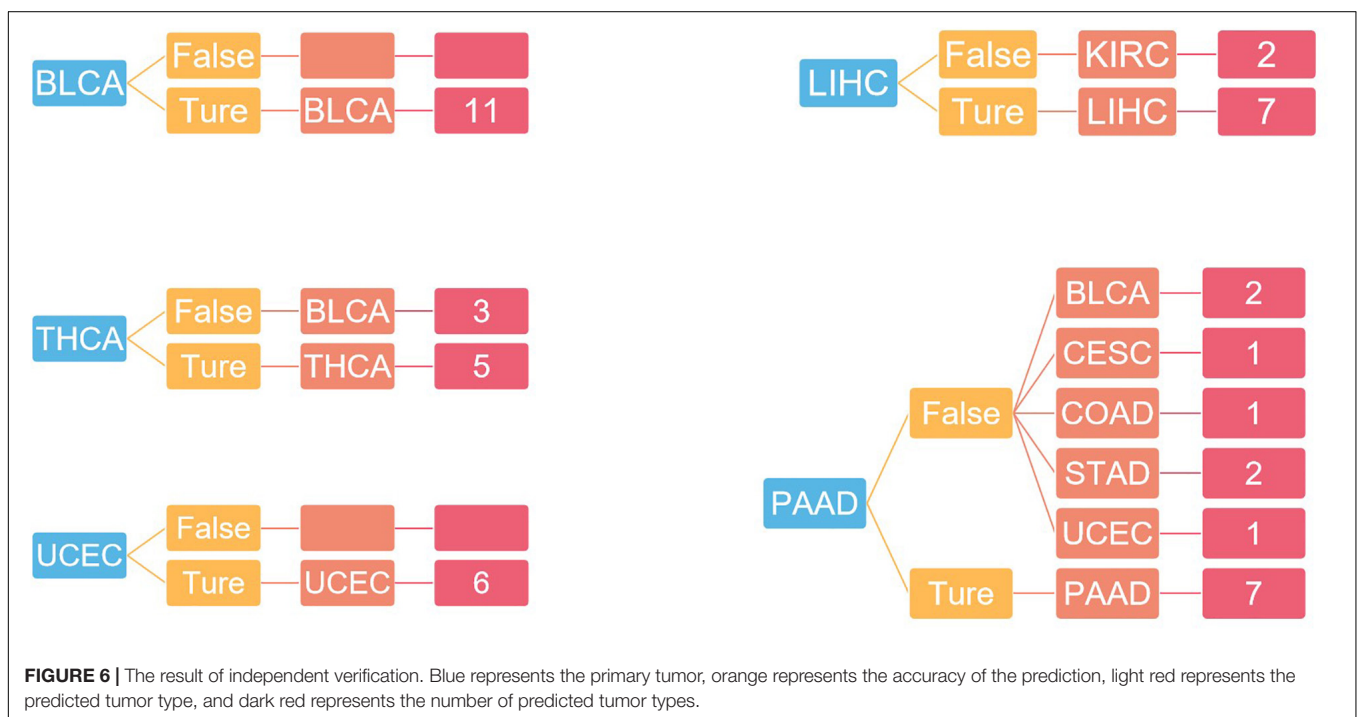 BLCA
False
Ture
BLCA
11
LIHC
False
KIRC
2
Ture
LIHC
7
THCA
False
BLCA
3
Ture
THCA
5
UCEC
False
Ture
UCEC
6
PAAD
False
BLCA
2
CESC
1
COAD
1
STAD
2
UCEC
1
Ture
PAAD
7
FIGURE 6 | The result of independent verification. Blue represents the primary tumor, orange represents the accuracy of the prediction, light red represents the
predicted tumor type, and dark red represents the number of predicted tumor types.